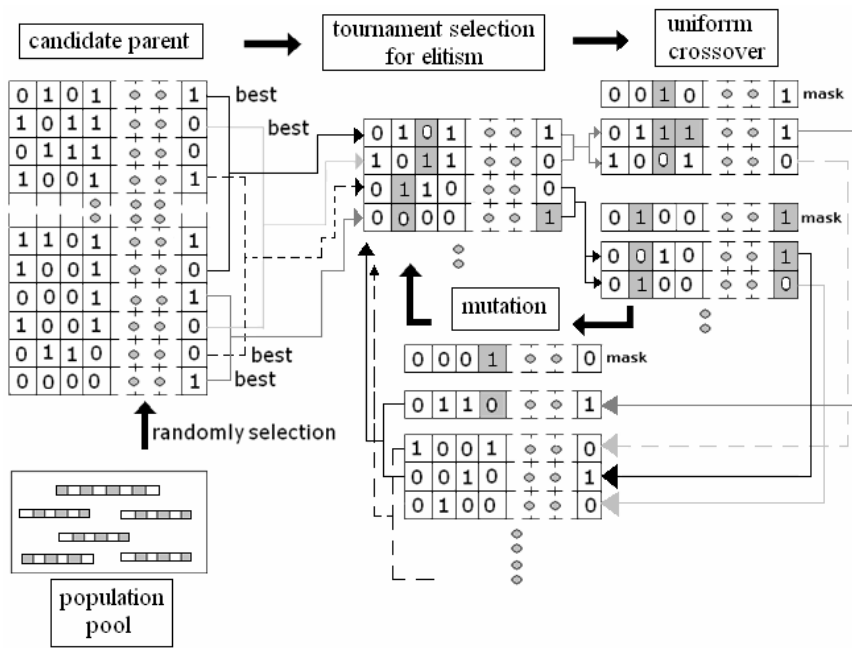 candidate parent
0 1 0 1 1 best
1 0 1 1 0 best
0 1 1 1 0
1 0 0 1 1
1 1 0 1 1
1 0 0 1 0
0 0 0 1 1
1 0 0 1 0
0 1 1 0 0 best
0 0 0 0 1 best
randomly selection
population
pool
tournament selection
for elitism
0 1 0 1 1
1 0 1 1 0
0 1 1 0 0
0 0 0 0 1
uniform
crossover
0 0 1 0 1 mask
0 1 1 1 1
1 0 0 1 0
0 1 0 0 1 mask
0 0 1 0 1
0 1 0 0 0
mutation
0 0 0 1 0 mask
0 1 1 0 1
1 0 0 1 0
0 0 1 0 1
0 1 0 0 0